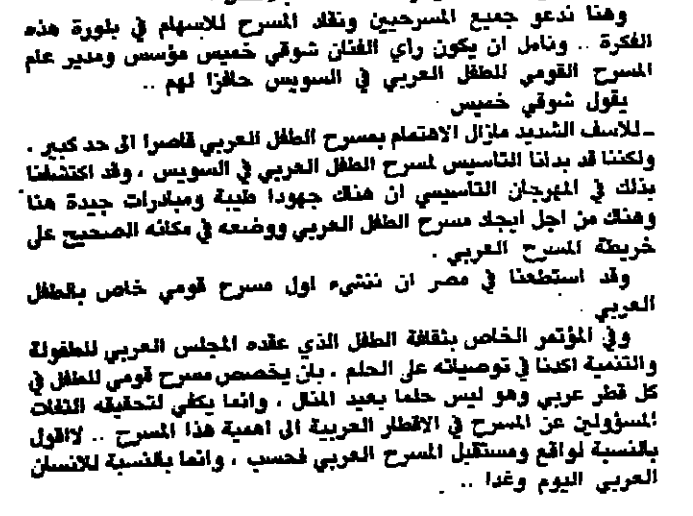 وهنا ندعو جميع المسرحيين ونقاد المسرح للاسهام في بلورة هذه
الفكرة .. ونامل ان يكون راي الفنان شوقي خميس مؤسس ومدير عام
المسرح القومي للطفل العربي في السويس حافزا لهم ..
يقول شوقي خميس
ـ للاسف الشديد مازال الاهتمام بمسرح الطفل العربي قاصرا الى حد كبير .
ولكننا قد بدانا التاسيس لمسرح الطفل العربي في السويس ، وقد اكتشفنا
بذلك في المهرجان التاسيسي ان هناك جهودا طيبة ومبادرات جيدة هنا
وهناك من اجل ايجاد مسرح الطفل العربي ووضعه في مكانه الصحيح على
خريطة المسرح العربي .
وقد استطعنا في مصر ان ننشيء اول مسرح قومي خاص بالطفل
العربي .
وفي المؤتمر الخاص بثقافة الطفل الذي عقده المجلس العربي للطفولة
والتنمية اكدنا في توصياته على الحلم . بان يخصص مسرح قومي للطفل في
كل قطر عربي وهو ليس حلما بعيد المنال ، وانما يكفي لتحقيقه التفات
المسؤولين عن المسرح في الاقطار العربية الى اهمية هذا المسرح .. لااقول
بالنسبة لواقع ومستقبل المسرح العربي فحسب ، وانما بالنسبة للانسان
العربي اليوم وغدا ..